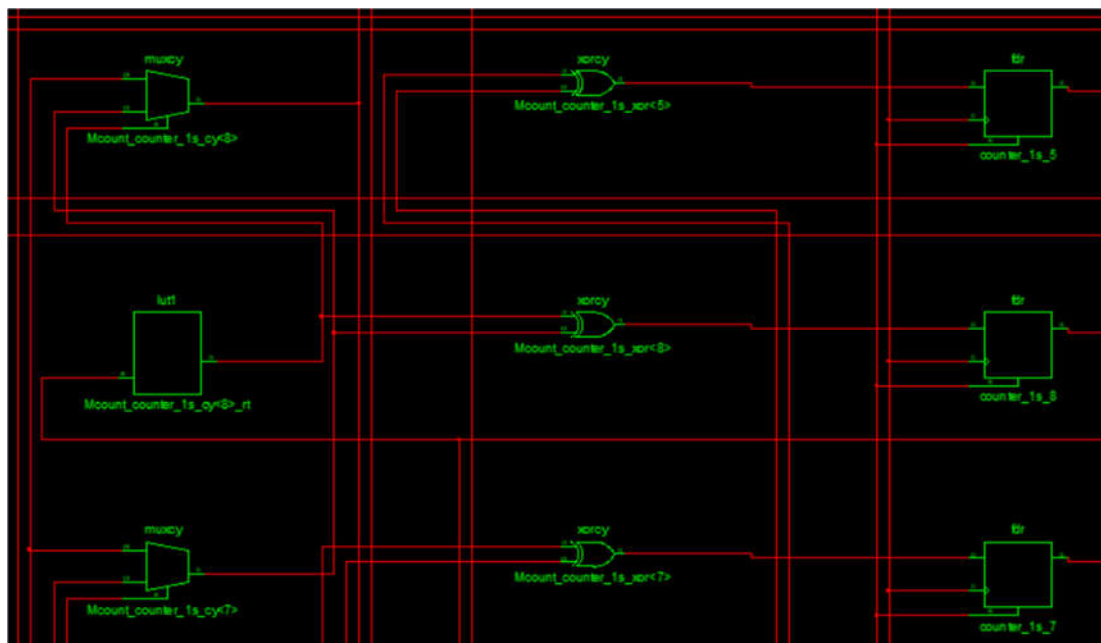 muxcy
xorcy
fdr
Mcount_counter_1s_cy<8>
Mcount_counter_1s_xor<5>
counter_1s_5
lut1
xorcy
fdr
Mcount_counter_1s_cy<8>_rt
Mcount_counter_1s_xor<8>
counter_1s_8
muxcy
xorcy
fdr
Mcount_counter_1s_cy<7>
Mcount_counter_1s_xor<7>
counter_1s_7